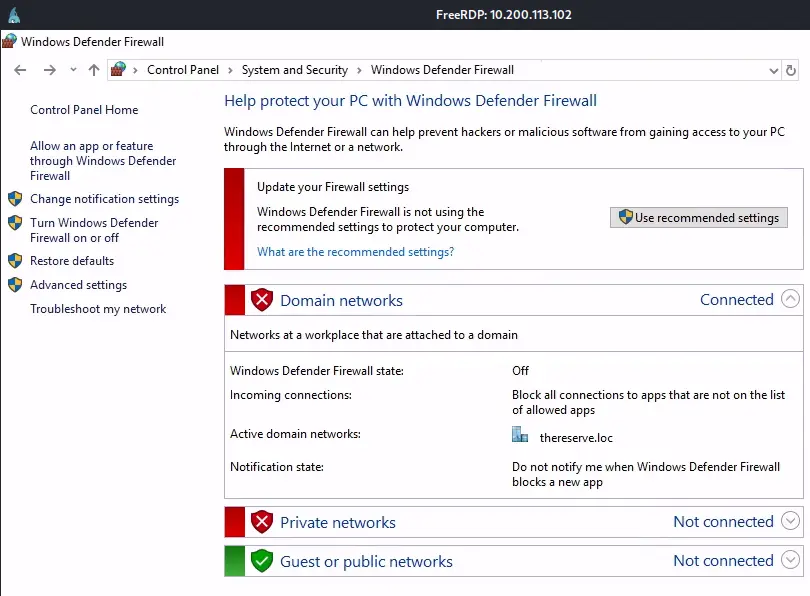 FreeRDP: 10.200.113.102
Windows Defender Firewall
Control Panel > System and Security > Windows Defender Firewall
Control Panel Home
Allow an app or feature
through Windows Defender
Firewall
Change notification settings
Turn Windows Defender
Firewall on or off
Restore defaults
Advanced settings
Troubleshoot my network
Help protect your PC with Windows Defender Firewall
Windows Defender Firewall can help prevent hackers or malicious software from gaining access to your PC
through the Internet or a network.
Update your Firewall settings
Windows Defender Firewall is not using the
recommended settings to protect your computer.
What are the recommended settings?
Use recommended settings
Domain networks Connected
Networks at a workplace that are attached to a domain
Windows Defender Firewall state: Off
Incoming connections: Block all connections to apps that are not on the list
of allowed apps
Active domain networks: thereserve.loc
Notification state: Do not notify me when Windows Defender Firewall
blocks a new app
Private networks Not connected
Guest or public networks Not connected